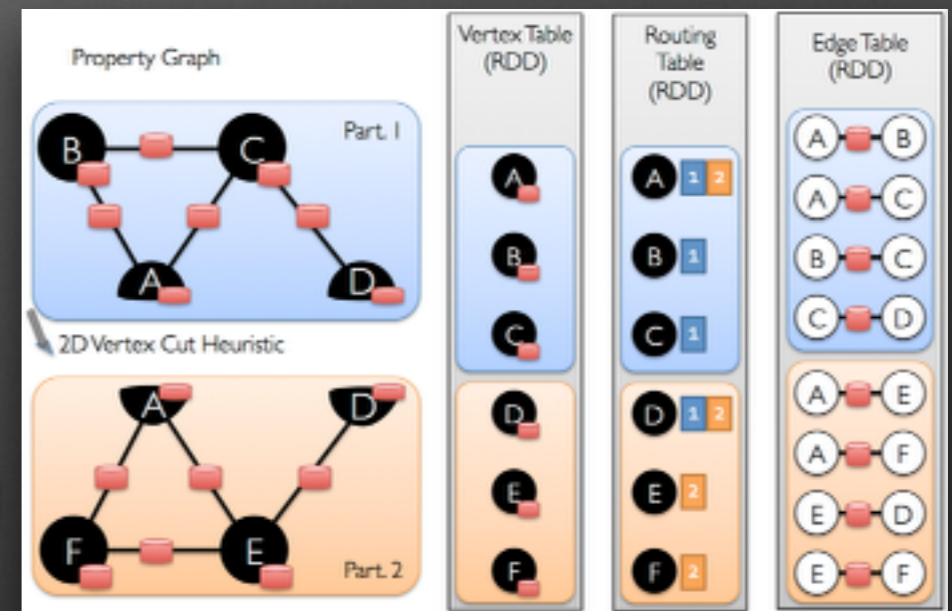 Property Graph
Part. 1
B
C
A
D
2D Vertex Cut Heuristic
A
D
F
E
Part. 2
Vertex Table
(RDD)
A
B
C
D
E
F
Routing
Table
(RDD)
A 1 2
B 1
C 1
D 1 2
E 2
F 2
Edge Table
(RDD)
A B
A C
B C
C D
A E
A F
E D
E F